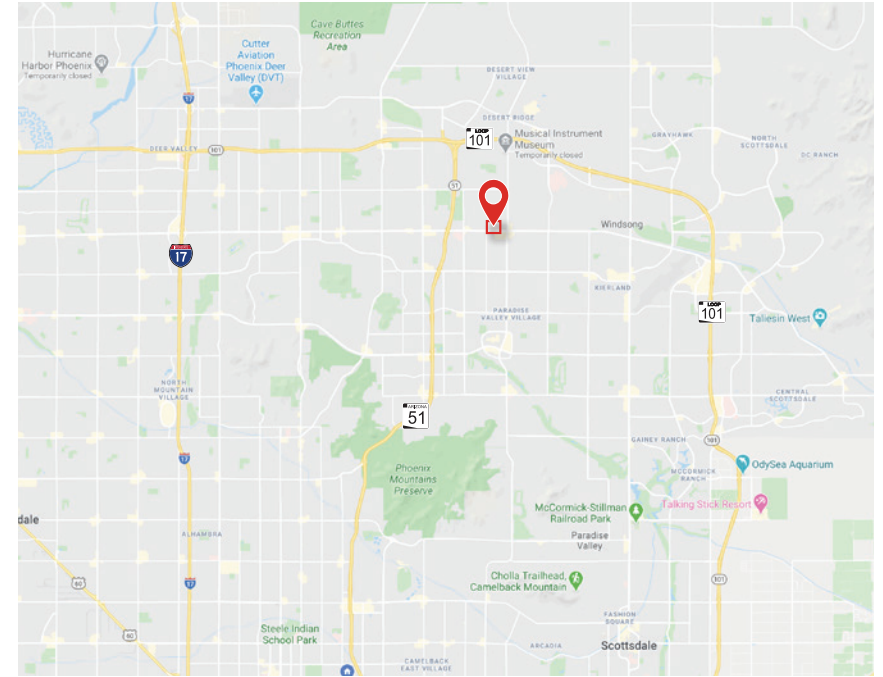 Cave Buttes
Recreation
Area
Cutter
Aviation
Phoenix Deer
Valley (DVT)
Hurricane
Harbor Phoenix
Temporarily closed
DESERT VIEW
VILLAGE
17
DESERT RIDGE
LOOP
101
Musical Instrument
Museum
Temporarily closed
GRAYHAWK
NORTH
SCOTTSDALE
DC RANCH
DEER VALLEY
101
51
Windsong
INTERSTATE
17
KIERLAND
LOOP
101
Taliesin West
PARADISE
VALLEY VILLAGE
NORTH
MOUNTAIN
VILLAGE
CENTRAL
SCOTTSDALE
ARIZONA
51
GAINEY RANCH
101
17
Phoenix
Mountains
Preserve
MCCORMICK
RANCH
OdySea Aquarium
Talking Stick Resort
McCormick-Stillman
Railroad Park
dale
ALHAMBRA
Paradise
Valley
Cholla Trailhead,
Camelback Mountain
60
17
101
FASHION
SQUARE
Steele Indian
School Park
60
ARCADIA
Scottsdale
CAMELBACK
EAST VILLAGE